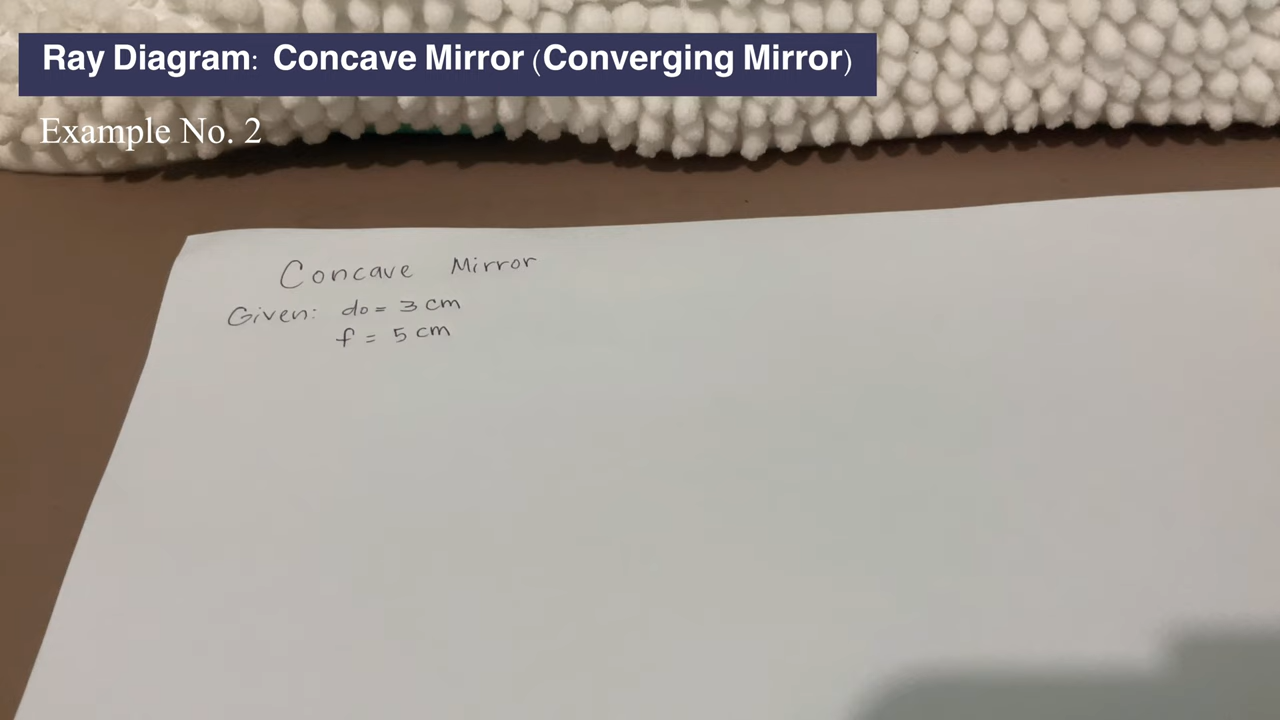 Ray Diagram: Concave Mirror (Converging Mirror)
Example No. 2
Concave Mirror
Given: do = 3 cm
f = 5 cm